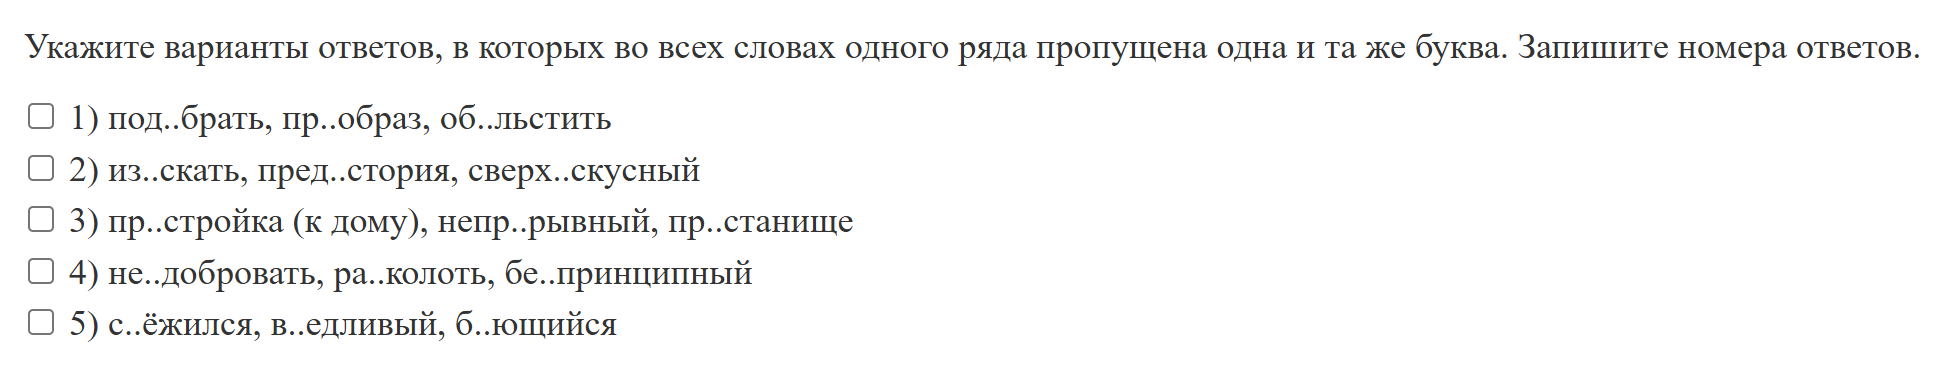 Укажите варианты ответов, в которых во всех словах одного ряда пропущена одна и та же буква. Запишите номера ответов.
1) под..брать, пр..образ, об..льстить
2) из..скать, пред..стория, сверх..скусный
3) пр..стройка (к дому), непр..рывный, пр..станище
4) не..добровать, ра..колоть, бе..принципный
5) с..ёжился, в..едливый, б..ющийся